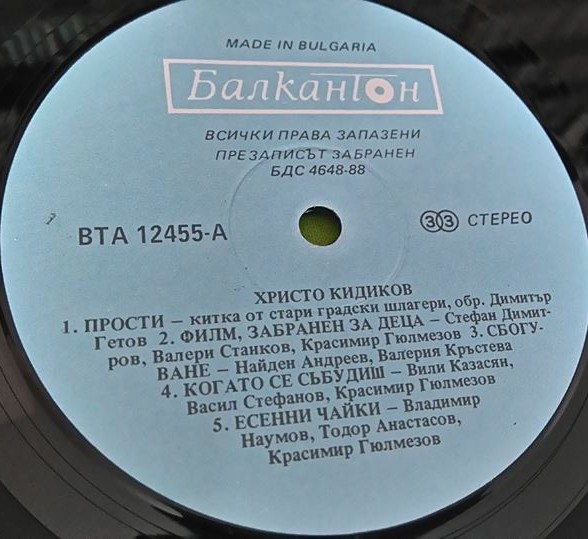 MADE IN BULGARIA
Балкантон
ВСИЧКИ ПРАВА ЗАПАЗЕНИ
ПРЕЗАПИСЪТ ЗАБРАНЕН
БДС 4648-88
ВТА 12455-А
33 СТЕРЕО
ХРИСТО КИДИКОВ
1. ПРОСТИ – китка от стари градски шлагери, обр. Димитър
Гетов 2. ФИЛМ, ЗАБРАНЕН ЗА ДЕЦА – Стефан Димит-
ров, Валери Станков, Красимир Гюлмезов 3. СБОГУ-
ВАНЕ – Найден Андреев, Валерия Кръстева
4. КОГАТО СЕ СЪБУДИШ – Вили Казасян,
Васил Стефанов, Красимир Гюлмезов
5. ЕСЕННИ ЧАЙКИ – Владимир
Наумов, Тодор Анастасов,
Красимир Гюлмезов